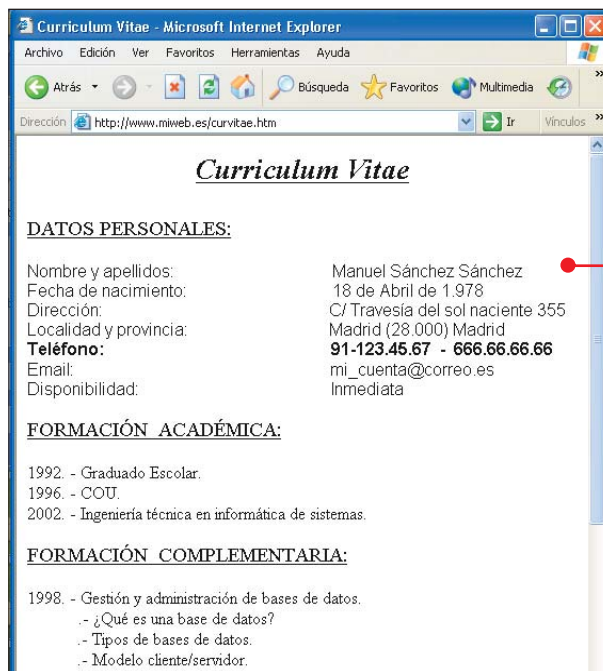 Curriculum Vitae - Microsoft Internet Explorer
Archivo Edición Ver Favoritos Herramientas Ayuda
Atrás Búsqueda Favoritos Multimedia »
Dirección http://www.miweb.es/curvitae.htm Ir Vínculos »
Curriculum Vitae
DATOS PERSONALES:
Nombre y apellidos: Manuel Sánchez Sánchez
Fecha de nacimiento: 18 de Abril de 1.978
Dirección: C/ Travesía del sol naciente 355
Localidad y provincia: Madrid (28.000) Madrid
Teléfono: 91-123.45.67 - 666.66.66.66
Email: mi_cuenta@correo.es
Disponibilidad: Inmediata
FORMACIÓN ACADÉMICA:
1992. - Graduado Escolar.
1996. - COU.
2002. - Ingeniería técnica en informática de sistemas.
FORMACIÓN COMPLEMENTARIA:
1998. - Gestión y administración de bases de datos.
.- ¿Qué es una base de datos?
.- Tipos de bases de datos.
.- Modelo cliente/servidor.